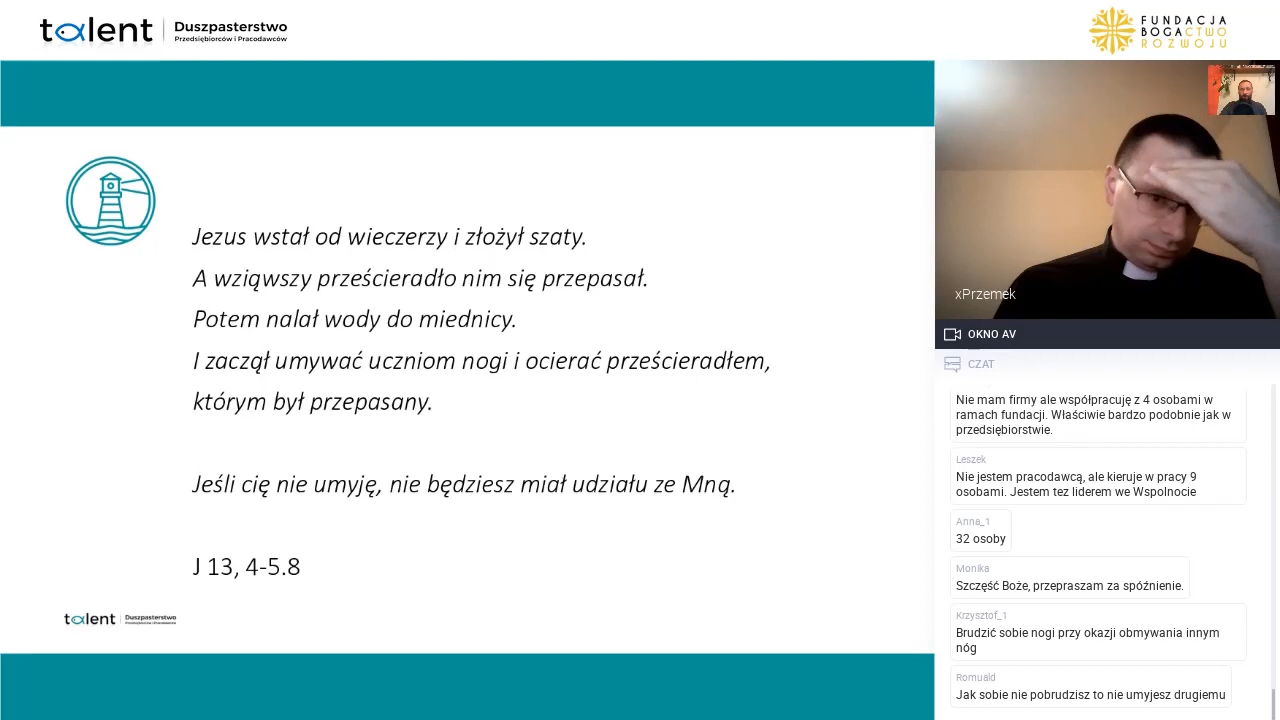 talent
Duszpasterstwo
Przedsiębiorców i Pracodawców
FUNDACJA
BOGACTWO
ROZWOJU
Jezus wstał od wieczerzy i złożył szaty.
A wziąwszy prześcieradło nim się przepasał.
Potem nalał wody do miednicy.
I zaczął umywać uczniom nogi i ocierać prześcieradłem,
którym był przepasany.
Jeśli cię nie umyję, nie będziesz miał udziału ze Mną.
J 13, 4-5.8
talent
Duszpasterstwo
Przedsiębiorców i Pracodawców
xPrzemek
OKNO AV
CZAT
Nie mam firmy ale współpracuję z 4 osobami w
ramach fundacji. Właściwie bardzo podobnie jak w
przedsiębiorstwie.
Leszek
Nie jestem pracodawcą, ale kieruje w pracy 9
osobami. Jestem tez liderem we Wspolnocie
Anna_1
32 osoby
Monika
Szczęść Boże, przepraszam za spóźnienie.
Krzysztof_1
Brudzić sobie nogi przy okazji obmywania innym
nóg
Romuald
Jak sobie nie pobrudzisz to nie umyjesz drugiemu